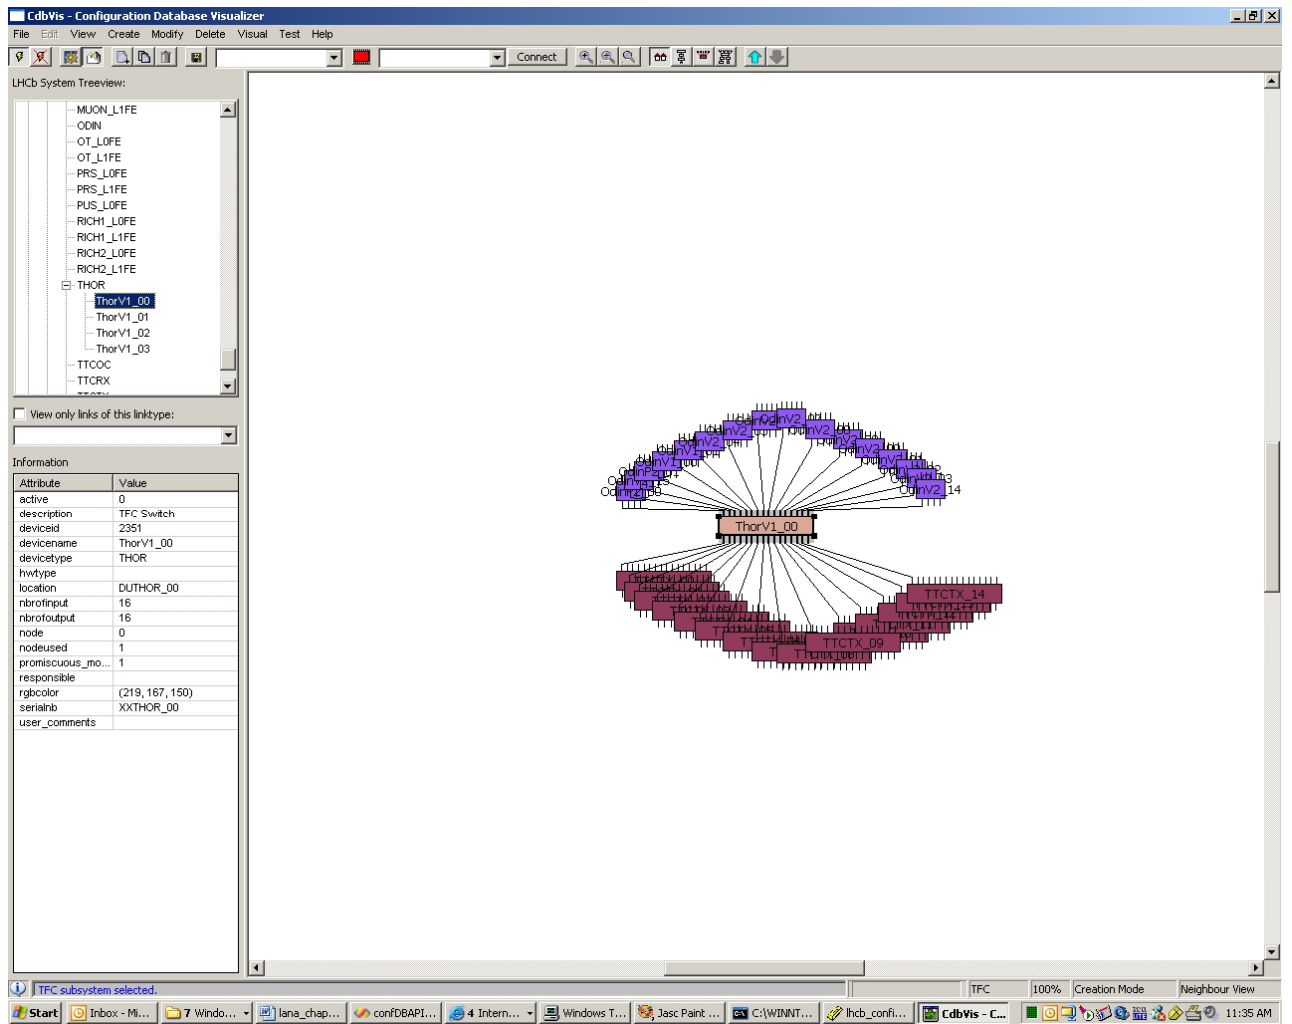 CdbVis - Configuration Database Visualizer
File Edit View Create Modify Delete Visual Test Help
Connect
LHCb System Treeview:
MUON_L1FE
ODIN
OT_L0FE
OT_L1FE
PRS_L0FE
PRS_L1FE
PUS_L0FE
RICH1_L0FE
RICH1_L1FE
RICH2_L0FE
RICH2_L1FE
THOR
ThorV1_00
ThorV1_01
ThorV1_02
ThorV1_03
TTCOC
TTCRX
View only links of this linktype:
Information
Attribute Value
active 0
description TFC Switch
deviceid 2351
devicename ThorV1_00
devicetype THOR
hwtype
location DUTHOR_00
nbrofinput 16
nbrofoutput 16
node 0
nodeused 1
promiscuous_mo... 1
responsible
rgbcolor (219, 167, 150)
serialnb XXTHOR_00
user_comments
OdinV2_14
ThorV1_00
TTCTX_14
TTCTX_09
TFC subsystem selected.
TFC 100% Creation Mode Neighbour View
Start Inbox - Mi... 7 Windo... lana_chap... confDBAPI... 4 Intern... Windows T... Jasc Paint ... C:\WINNT... lhcb_confi... CdbVis - C... 11:35 AM